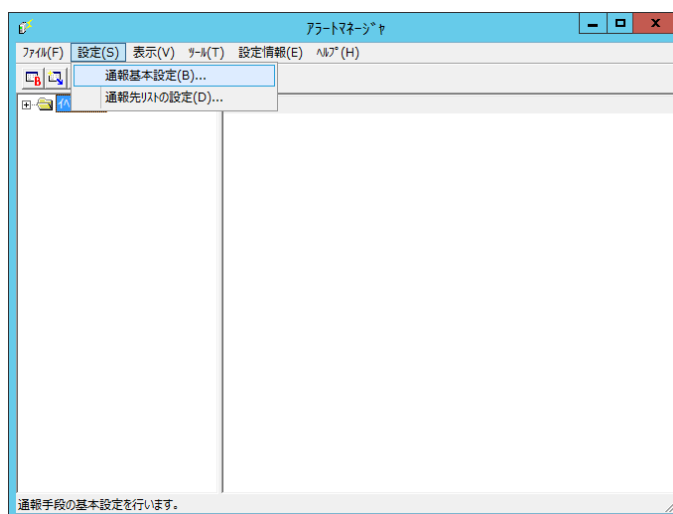 アラートマネージャ
ファイル(F) 設定(S) 表示(V) ツール(T) 設定情報(E) ヘルプ(H)
通報基本設定(B)...
通報先リストの設定(D)...
通報手段の基本設定を行います。